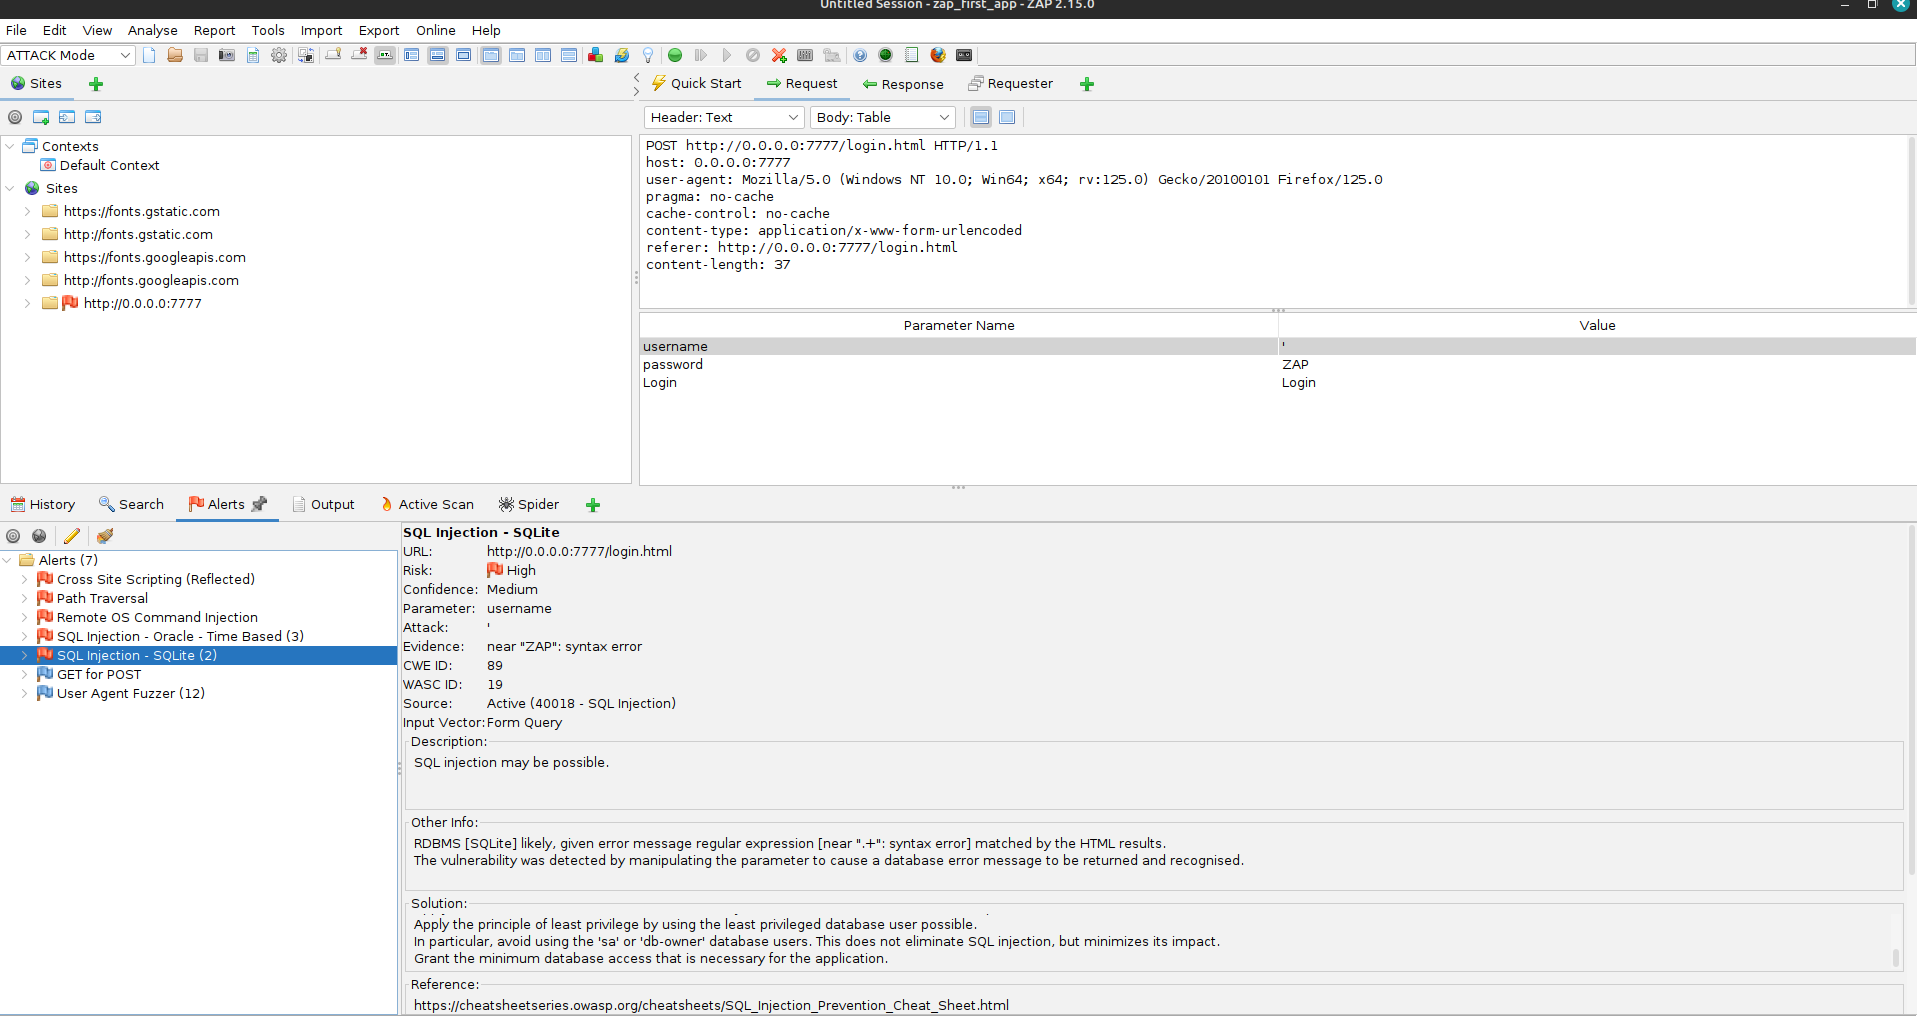 Untitled Session - zap_first_app - ZAP 2.15.0
File Edit View Analyse Report Tools Import Export Online Help
ATTACK Mode
Sites
Quick Start Request Response Requester
Header: Text Body: Table
Contexts
Default Context
Sites
https://fonts.gstatic.com
http://fonts.gstatic.com
https://fonts.googleapis.com
http://fonts.googleapis.com
http://0.0.0.0:7777
POST http://0.0.0.0:7777/login.html HTTP/1.1
host: 0.0.0.0:7777
user-agent: Mozilla/5.0 (Windows NT 10.0; Win64; x64; rv:125.0) Gecko/20100101 Firefox/125.0
pragma: no-cache
cache-control: no-cache
content-type: application/x-www-form-urlencoded
referer: http://0.0.0.0:7777/login.html
content-length: 37
Parameter Name Value
username '
password ZAP
Login Login
History Search Alerts Output Active Scan Spider
Alerts (7)
Cross Site Scripting (Reflected)
Path Traversal
Remote OS Command Injection
SQL Injection - Oracle - Time Based (3)
SQL Injection - SQLite (2)
GET for POST
User Agent Fuzzer (12)
SQL Injection - SQLite
URL: http://0.0.0.0:7777/login.html
Risk: High
Confidence: Medium
Parameter: username
Attack: '
Evidence: near "ZAP": syntax error
CWE ID: 89
WASC ID: 19
Source: Active (40018 - SQL Injection)
Input Vector: Form Query
Description:
SQL injection may be possible.
Other Info:
RDBMS [SQLite] likely, given error message regular expression [near ".+": syntax error] matched by the HTML results.
The vulnerability was detected by manipulating the parameter to cause a database error message to be returned and recognised.
Solution:
Apply the principle of least privilege by using the least privileged database user possible.
In particular, avoid using the 'sa' or 'db-owner' database users. This does not eliminate SQL injection, but minimizes its impact.
Grant the minimum database access that is necessary for the application.
Reference:
https://cheatsheetseries.owasp.org/cheatsheets/SQL_Injection_Prevention_Cheat_Sheet.html